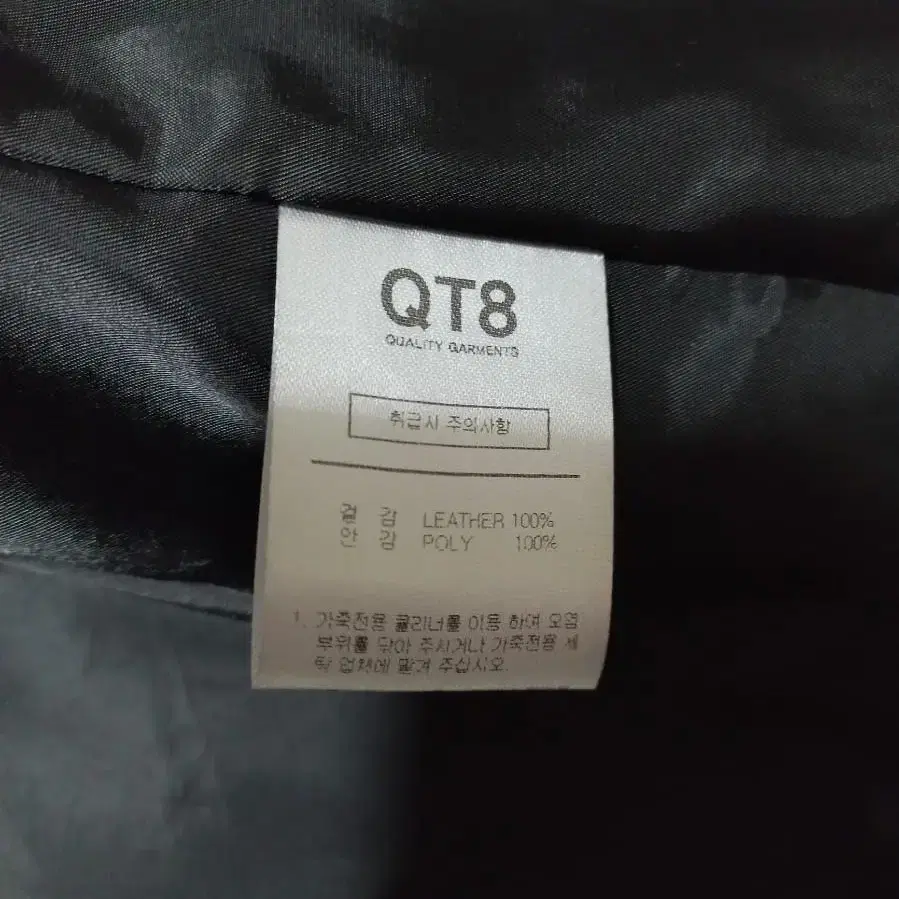 QT8
QUALITY GARMENTS
취급시 주의사항
겉 감 LEATHER 100%
안 감 POLY 100%
1. 가죽전용 클리너를 이용 하여 오염
부위를 닦아 주시거나 가죽전용 세
탁 업체에 맡겨 주십시오.